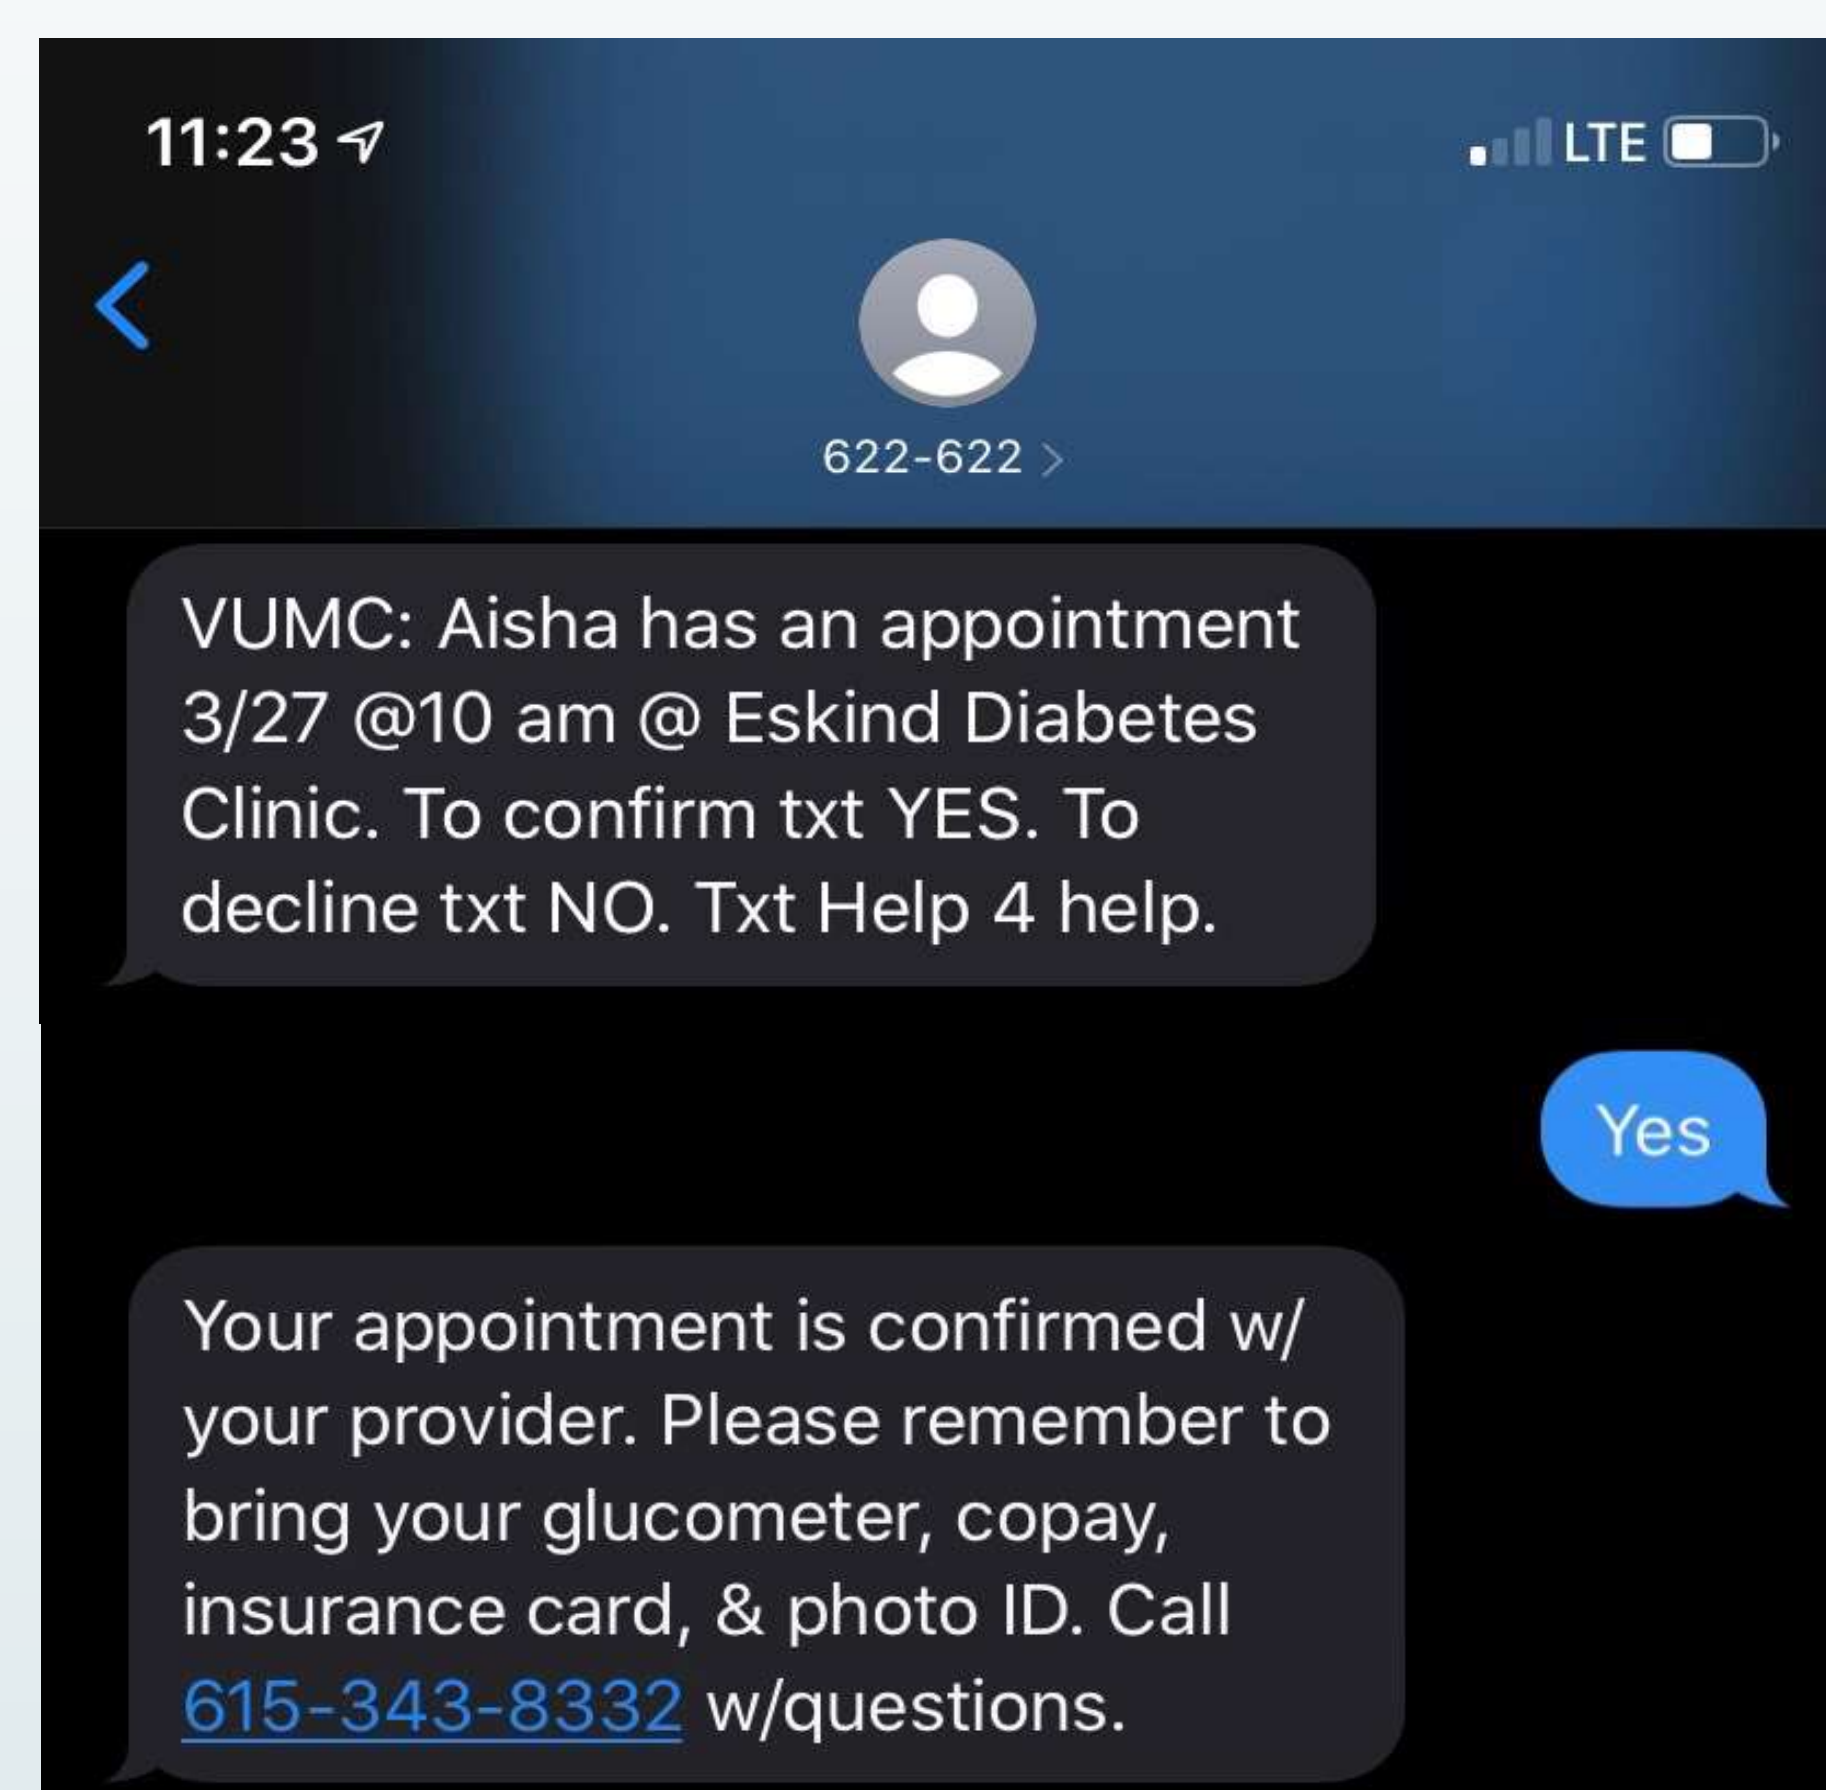 11:23
LTE
622-622 >
VUMC: Aisha has an appointment
3/27 @10 am @ Eskind Diabetes
Clinic. To confirm txt YES. To
decline txt NO. Txt Help 4 help.
Yes
Your appointment is confirmed w/
your provider. Please remember to
bring your glucometer, copay,
insurance card, & photo ID. Call
615-343-8332 w/questions.